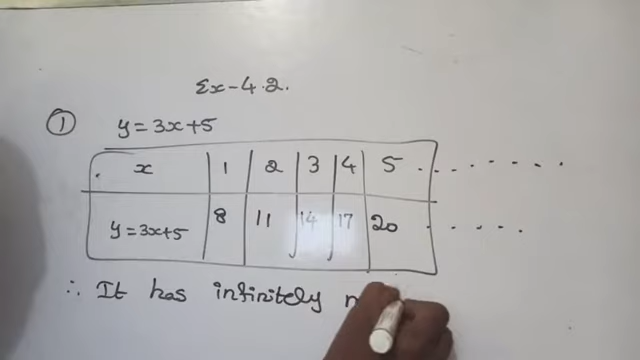 Ex-4.2.
① y=3x+5
x 1 2 3 4 5 . . . . . . . .
y=3x+5 8 11 14 17 20 . . . . .
∴ It has infinitely